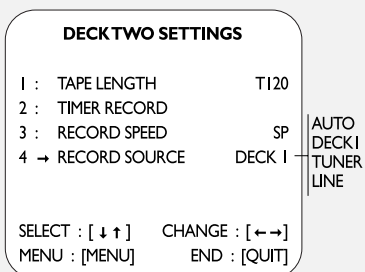 DECK TWO SETTINGS
1 : TAPE LENGTH T120
2 : TIMER RECORD
3 : RECORD SPEED SP
4 → RECORD SOURCE DECK 1
AUTO
DECK1
TUNER
LINE
SELECT : [↓↑] CHANGE : [←→]
MENU : [MENU] END : [QUIT]